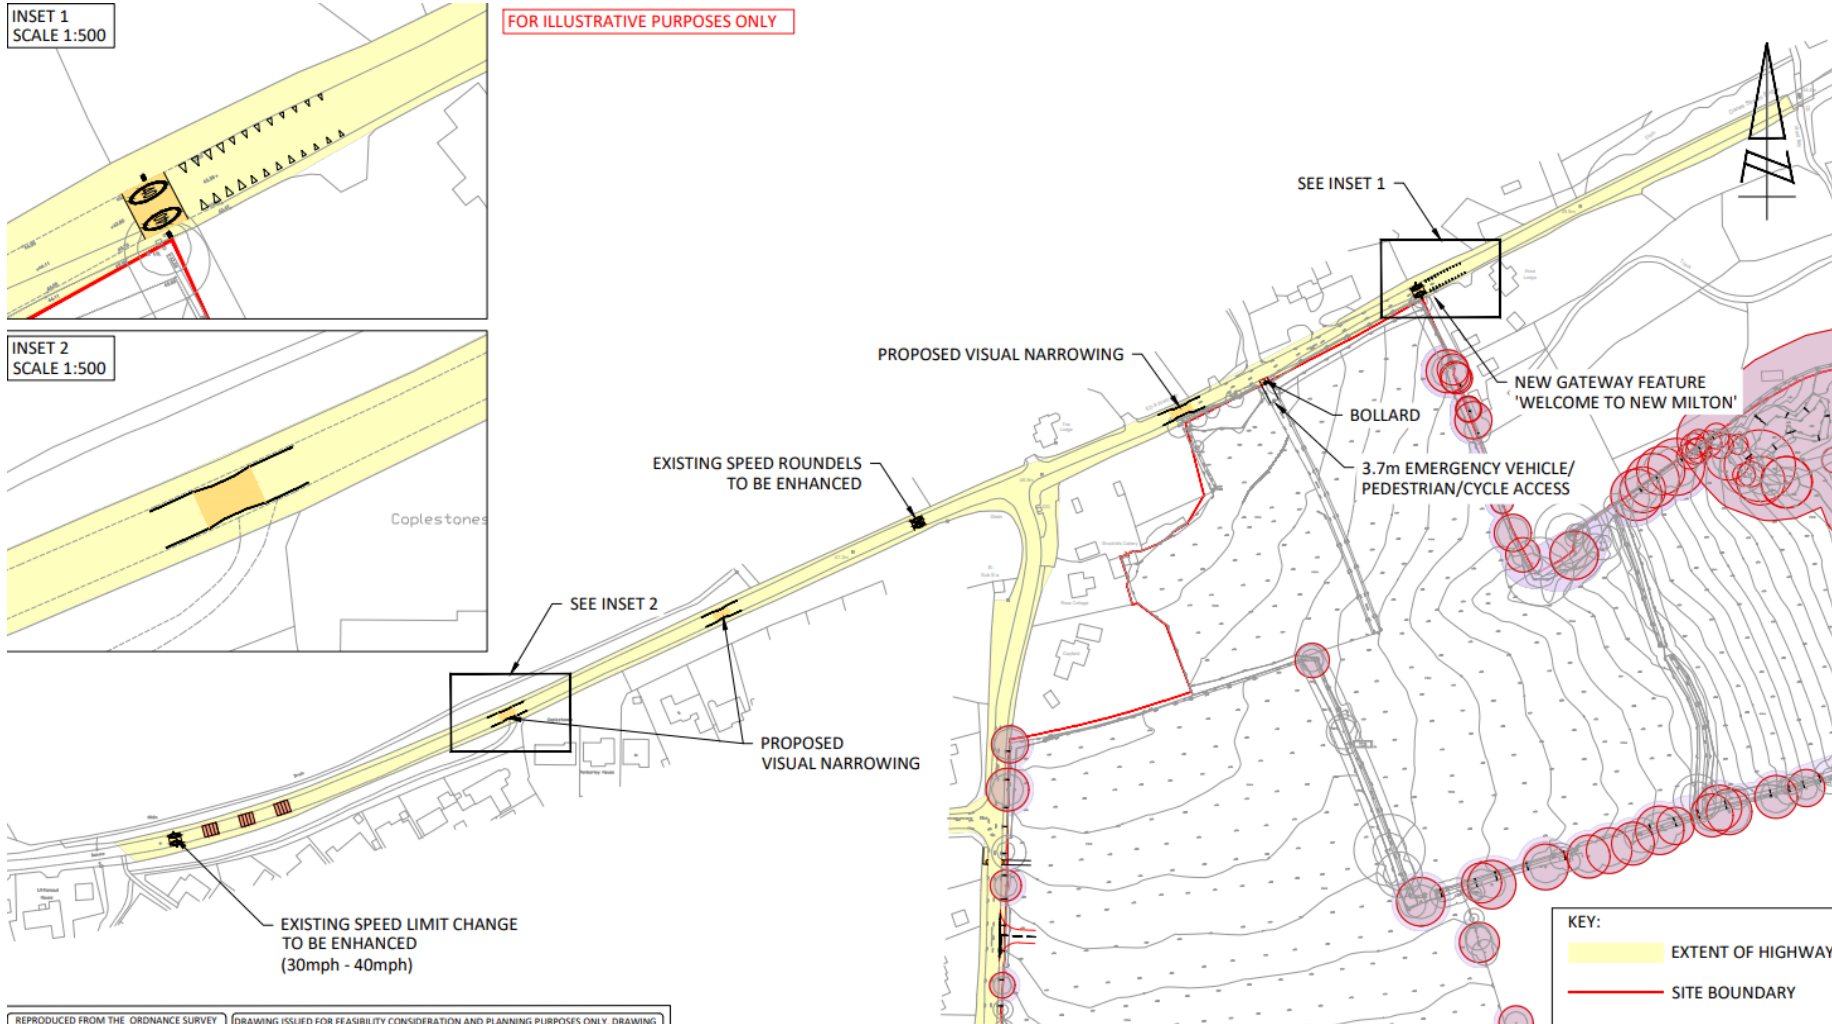 INSET 1
SCALE 1:500
FOR ILLUSTRATIVE PURPOSES ONLY
INSET 2
SCALE 1:500
Coplestones
SEE INSET 1
PROPOSED VISUAL NARROWING
NEW GATEWAY FEATURE
'WELCOME TO NEW MILTON'
BOLLARD
3.7m EMERGENCY VEHICLE/
PEDESTRIAN/CYCLE ACCESS
EXISTING SPEED ROUNDELS
TO BE ENHANCED
SEE INSET 2
PROPOSED
VISUAL NARROWING
EXISTING SPEED LIMIT CHANGE
TO BE ENHANCED
(30mph - 40mph)
KEY:
EXTENT OF HIGHWAY
SITE BOUNDARY
REPRODUCED FROM THE ORDNANCE SURVEY
DRAWING ISSUED FOR FEASIBILITY CONSIDERATION AND PLANNING PURPOSES ONLY. DRAWING